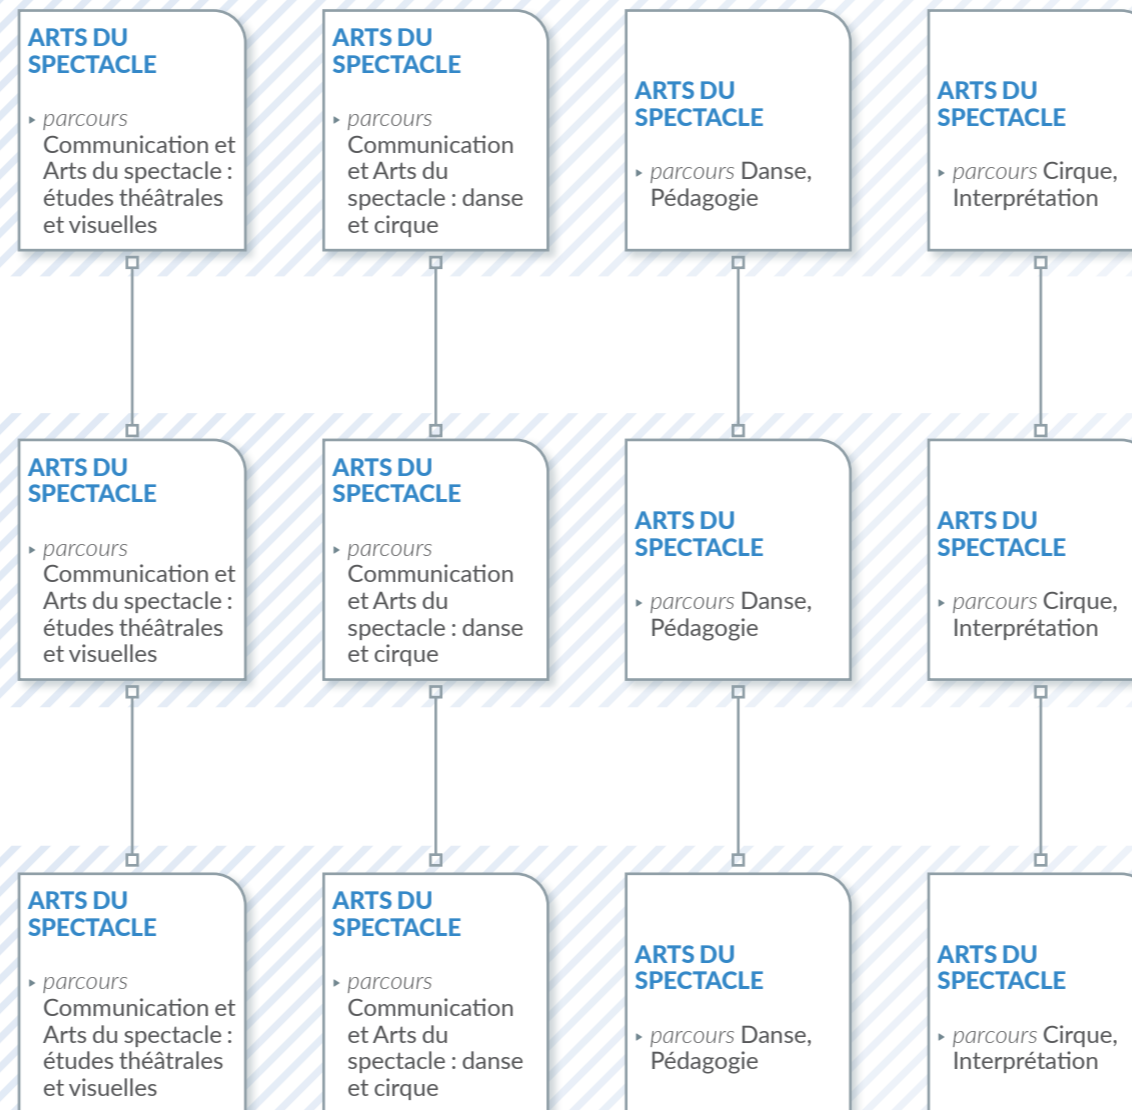 ARTS DU
SPECTACLE
▸ parcours
Communication et
Arts du spectacle :
études théâtrales
et visuelles
ARTS DU
SPECTACLE
▸ parcours
Communication
et Arts du
spectacle : danse
et cirque
ARTS DU
SPECTACLE
▸ parcours Danse,
Pédagogie
ARTS DU
SPECTACLE
▸ parcours Cirque,
Interprétation
ARTS DU
SPECTACLE
▸ parcours
Communication et
Arts du spectacle :
études théâtrales
et visuelles
ARTS DU
SPECTACLE
▸ parcours
Communication
et Arts du
spectacle : danse
et cirque
ARTS DU
SPECTACLE
▸ parcours Danse,
Pédagogie
ARTS DU
SPECTACLE
▸ parcours Cirque,
Interprétation
ARTS DU
SPECTACLE
▸ parcours
Communication et
Arts du spectacle :
études théâtrales
et visuelles
ARTS DU
SPECTACLE
▸ parcours
Communication
et Arts du
spectacle : danse
et cirque
ARTS DU
SPECTACLE
▸ parcours Danse,
Pédagogie
ARTS DU
SPECTACLE
▸ parcours Cirque,
Interprétation